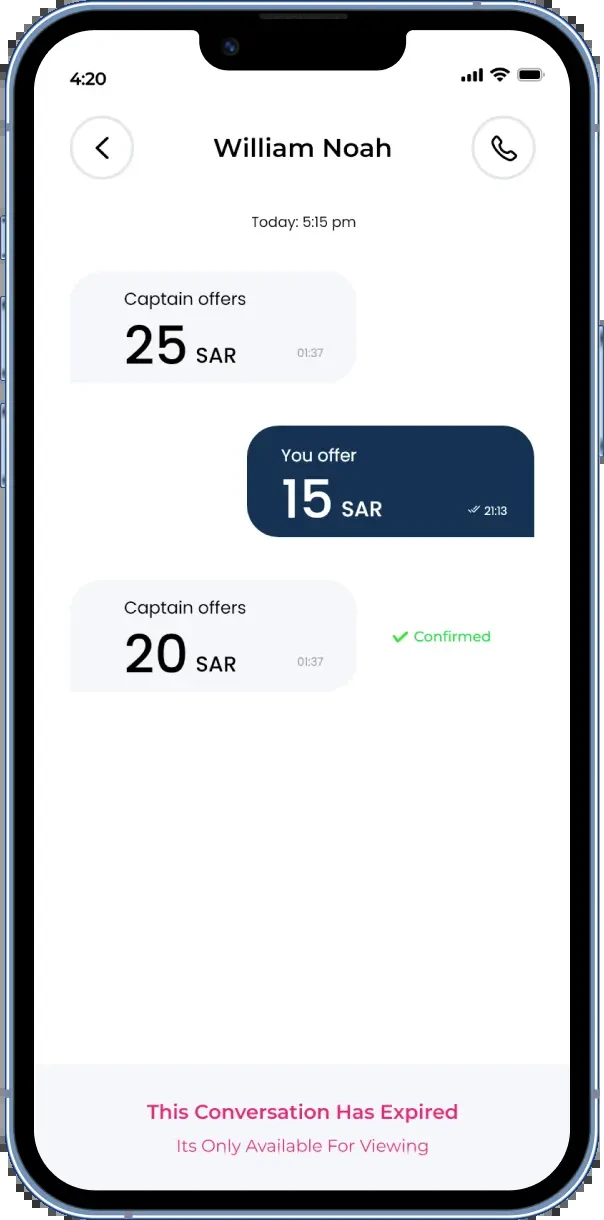 4:20
William Noah
Today: 5:15 pm
Captain offers
25 SAR 01:37
You offer
15 SAR 21:13
Captain offers
20 SAR 01:37
Confirmed
This Conversation Has Expired
Its Only Available For Viewing